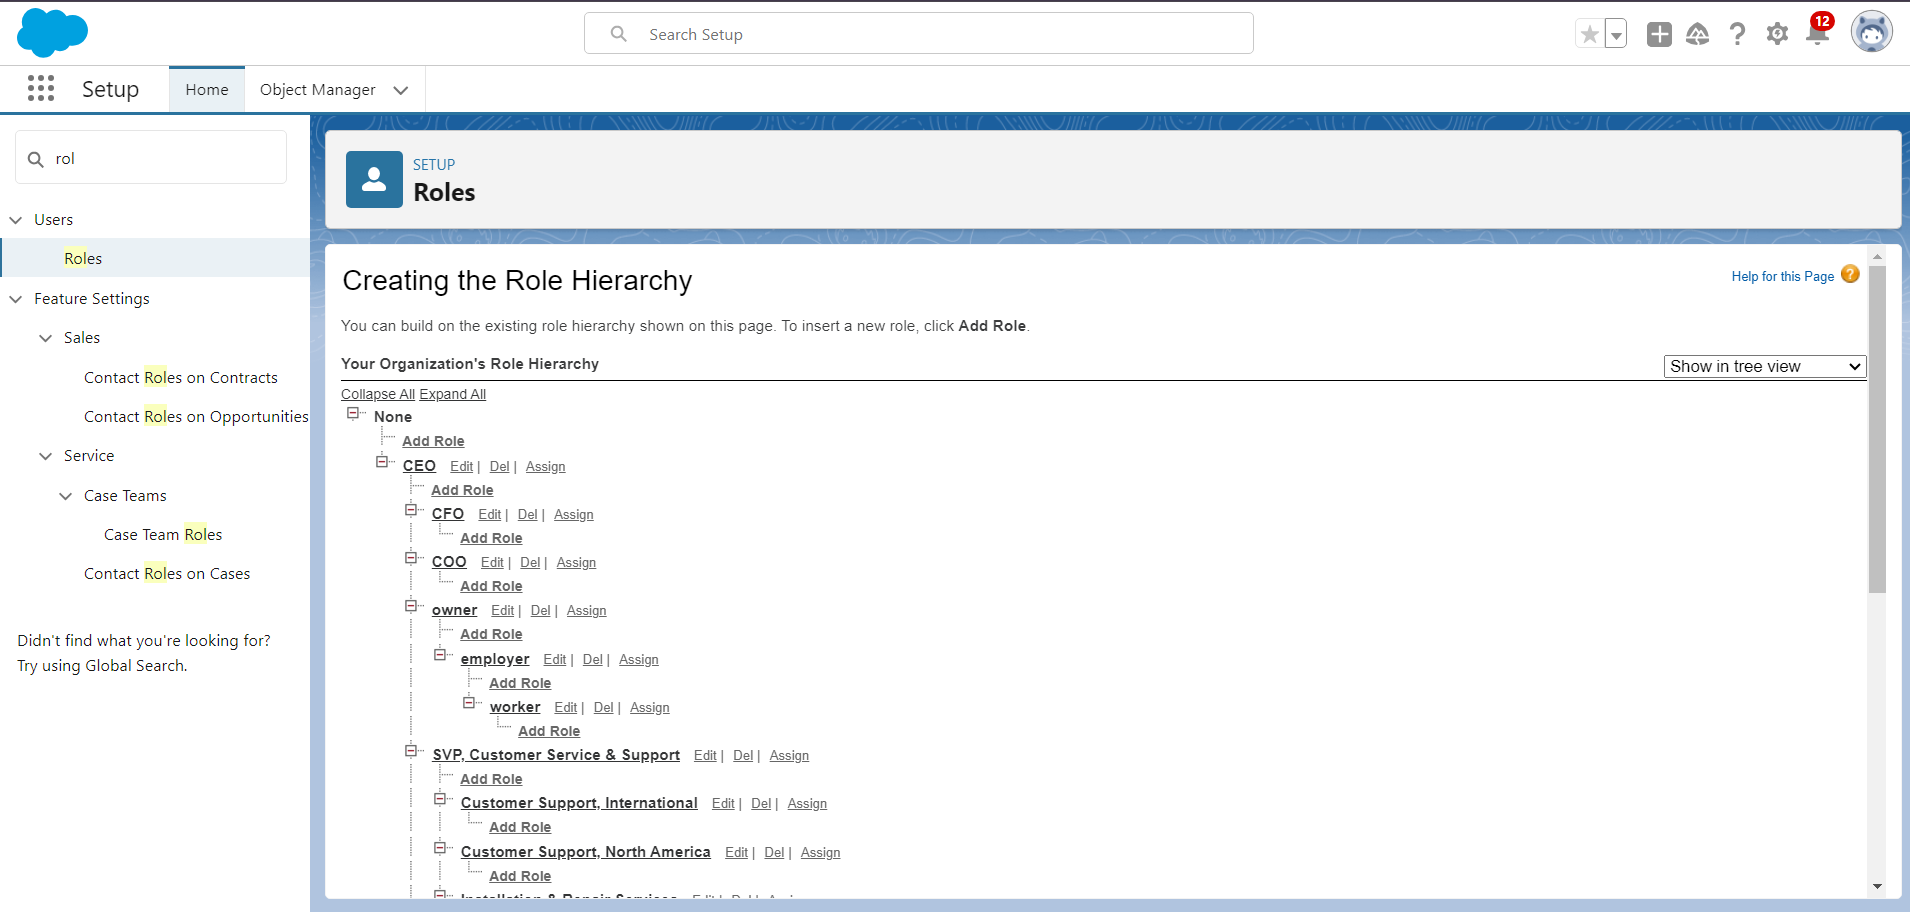 Search Setup
12
Setup
Home
Object Manager
rol
Users
Roles
Feature Settings
Sales
Contact Roles on Contracts
Contact Roles on Opportunities
Service
Case Teams
Case Team Roles
Contact Roles on Cases
Didn't find what you're looking for?
Try using Global Search.
SETUP
Roles
Creating the Role Hierarchy
Help for this Page ?
You can build on the existing role hierarchy shown on this page. To insert a new role, click Add Role.
Your Organization's Role Hierarchy
Show in tree view
Collapse All Expand All
None
Add Role
CEO Edit | Del | Assign
Add Role
CFO Edit | Del | Assign
Add Role
COO Edit | Del | Assign
Add Role
owner Edit | Del | Assign
Add Role
employer Edit | Del | Assign
Add Role
worker Edit | Del | Assign
Add Role
SVP, Customer Service & Support Edit | Del | Assign
Add Role
Customer Support, International Edit | Del | Assign
Add Role
Customer Support, North America Edit | Del | Assign
Add Role
Installation & Repair Services Edit | Del | Assign